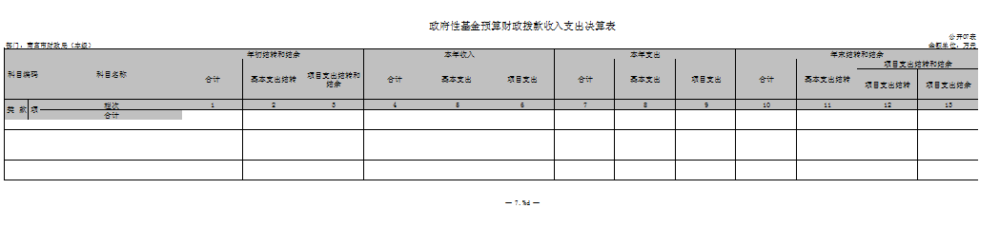 政府性基金预算财政拨款收入支出决算表
公开07表
部门：南宫市财政局（本级） 金额单位：万元
科目编码 科目名称 年初结转和结余 本年收入 本年支出 年末结转和结余
合计 基本支出结转 项目支出结转和结余 合计 基本支出 项目支出 合计 基本支出 项目支出 合计 基本支出结转 项目支出结转和结余
项目支出结转 项目支出结余
类 款 项 栏次 1 2 3 4 5 6 7 8 9 10 11 12 13
合计
— 7.%d —